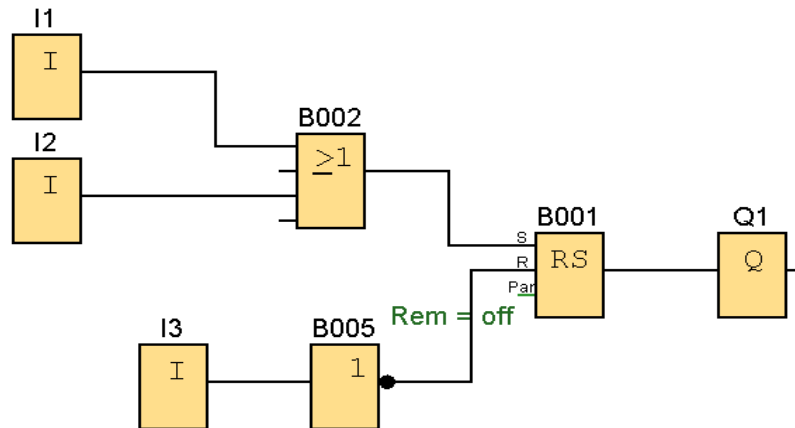 I1
I
B002
≥1
I2
I
B001
S
R
Par
RS
Q1
Q
Rem = off
I3
I
B005
1